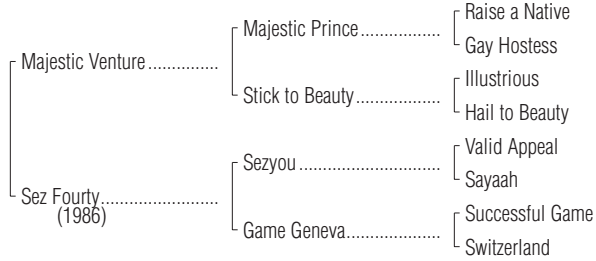 Raise a Native
Majestic Prince..................
Gay Hostess
Majestic Venture ...............
Illustrious
Stick to Beauty...................
Hail to Beauty
Valid Appeal
Sezyou ................................
Sayaah
Sez Fourty..........................
(1986)
Successful Game
Game Geneva.....................
Switzerland